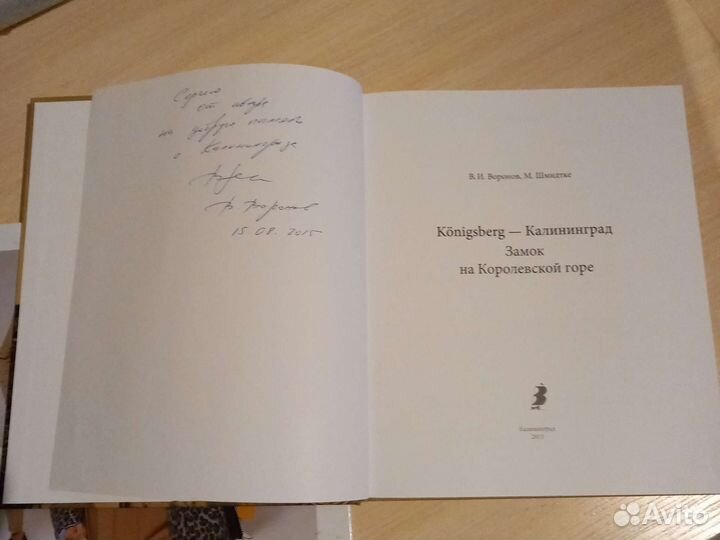 Сергею
от автора
на добрую память
о Калининграде
В. Воронов
15.08.2015
В. И. Воронов, М. Шмидтке
Königsberg — Калининград
Замок
на Королевской горе
Калининград
Avito